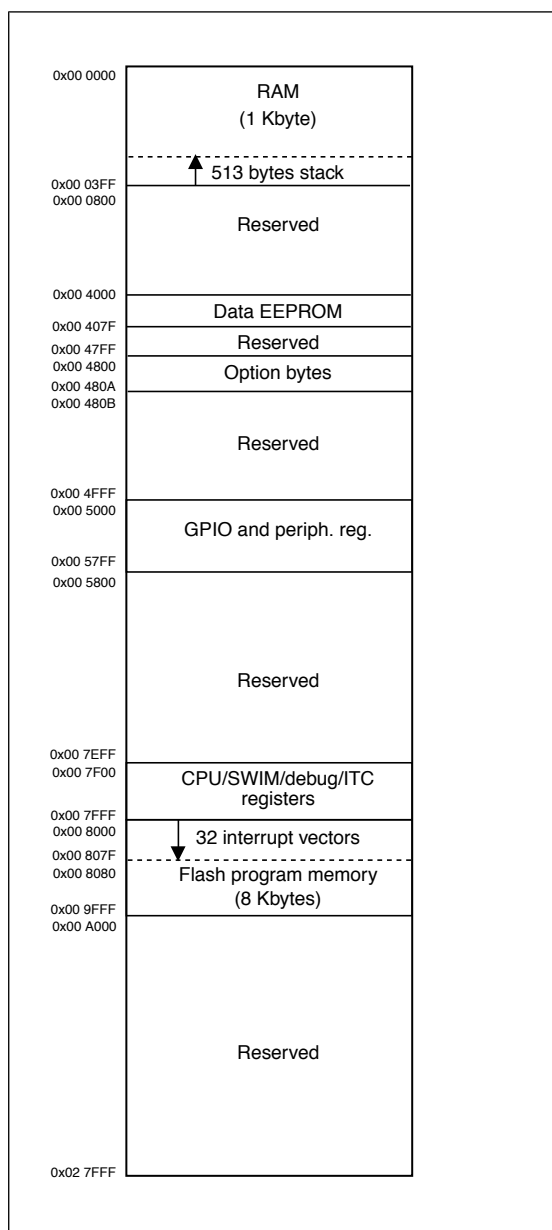 0x00 0000
RAM
(1 Kbyte)
513 bytes stack
0x00 03FF
0x00 0800
Reserved
0x00 4000
Data EEPROM
0x00 407F
Reserved
0x00 47FF
0x00 4800
Option bytes
0x00 480A
0x00 480B
Reserved
0x00 4FFF
0x00 5000
GPIO and periph. reg.
0x00 57FF
0x00 5800
Reserved
0x00 7EFF
0x00 7F00
CPU/SWIM/debug/ITC
registers
0x00 7FFF
0x00 8000
32 interrupt vectors
0x00 807F
0x00 8080
Flash program memory
(8 Kbytes)
0x00 9FFF
0x00 A000
Reserved
0x02 7FFF